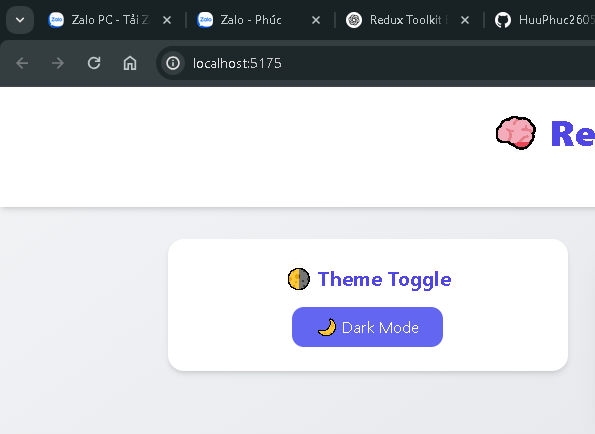 Zalo PC - Tải Z
Zalo - Phúc
Redux Toolkit
HuuPhuc2605
localhost:5175
Re
Theme Toggle
Dark Mode